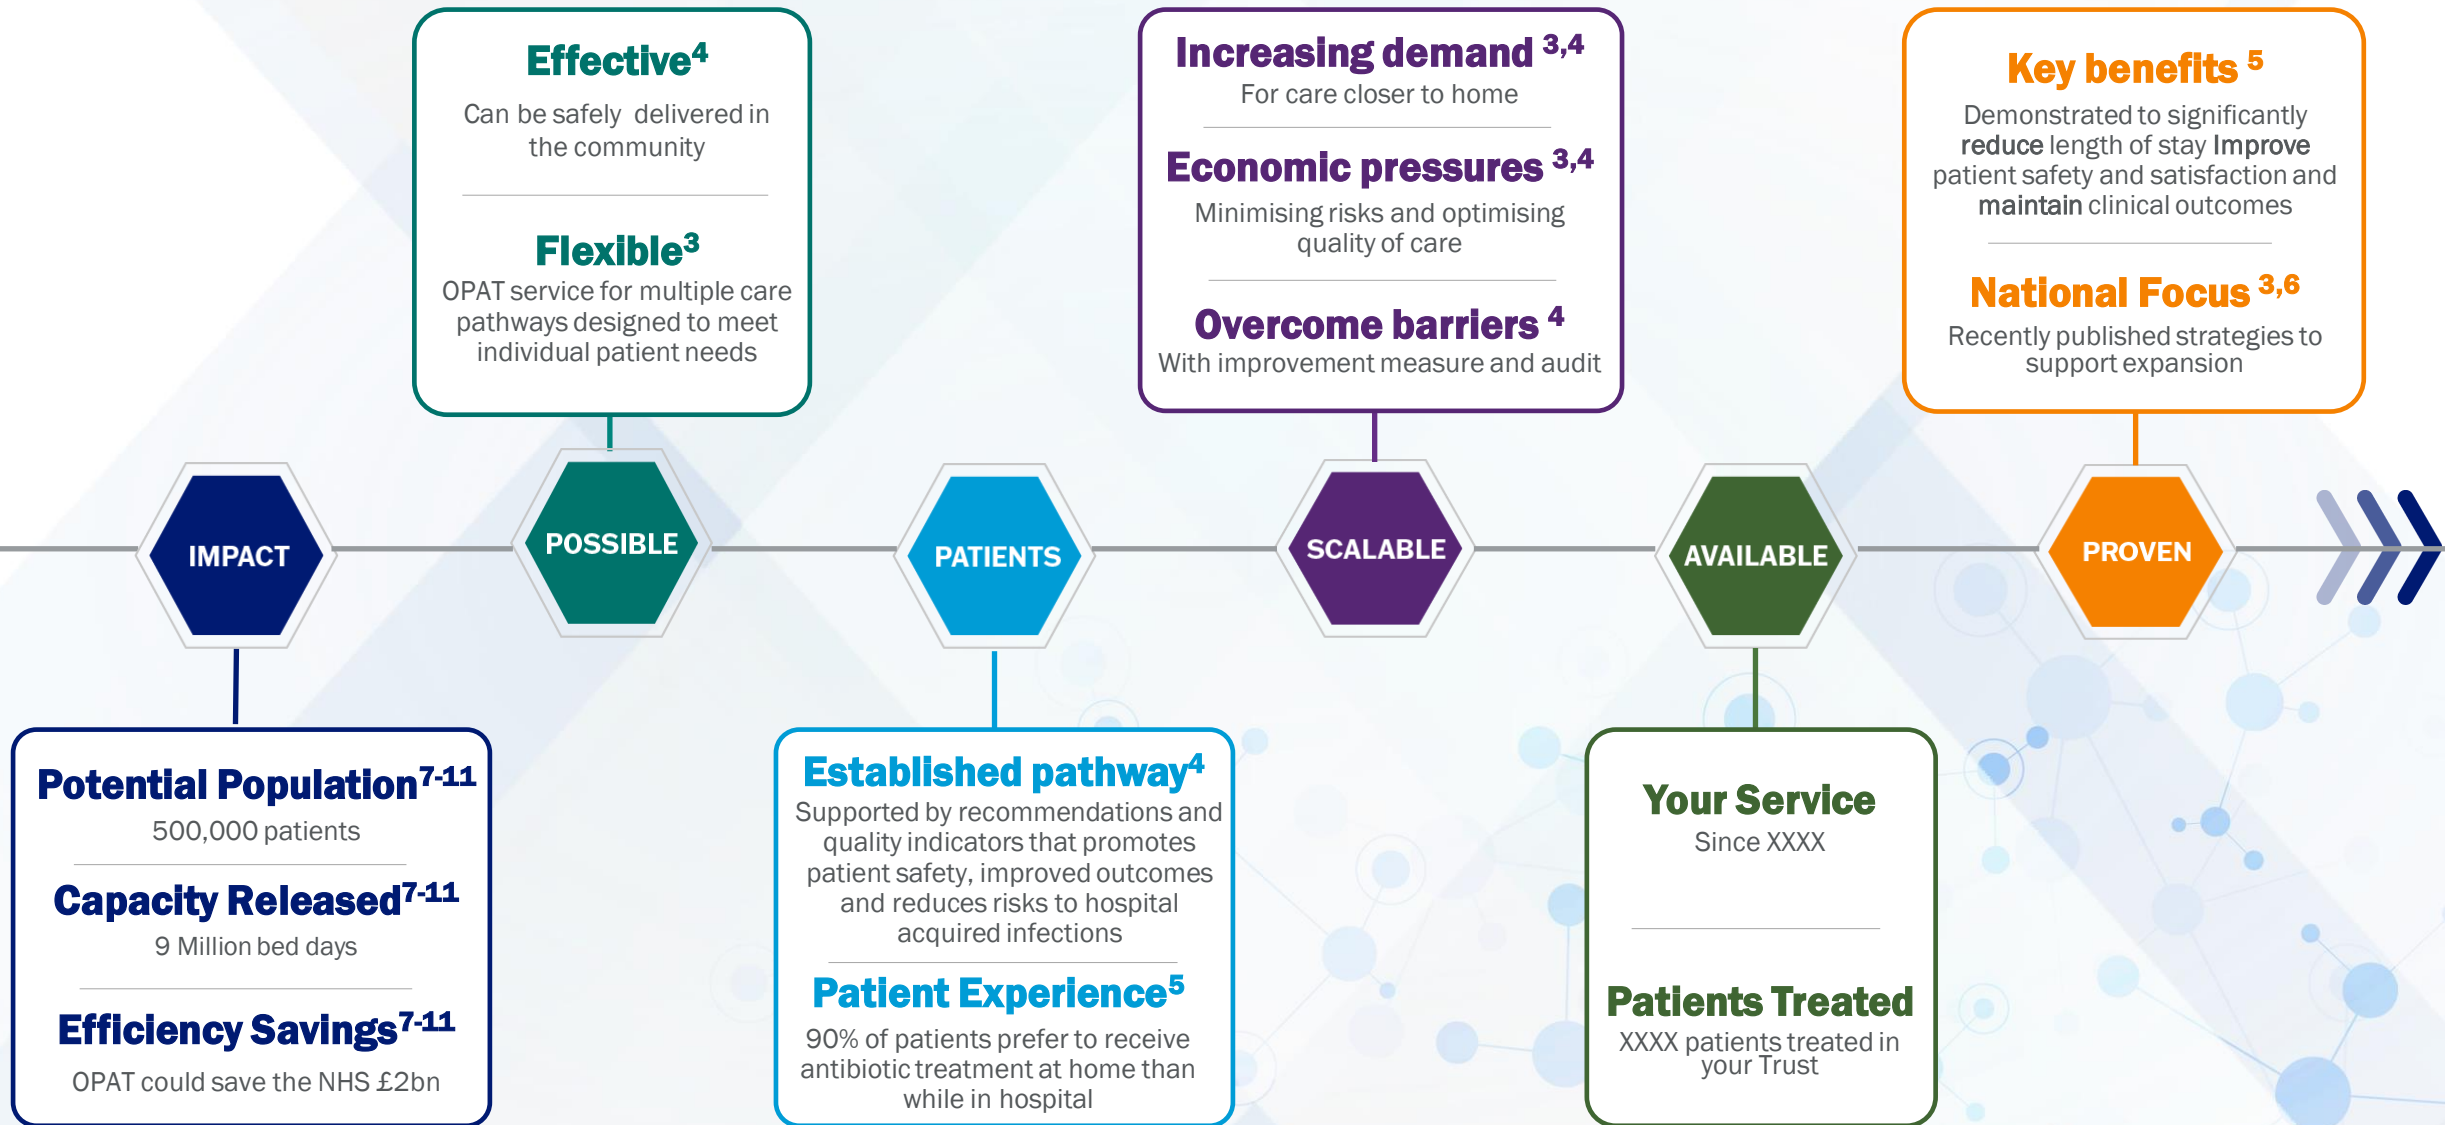 Effective4
Can be safely delivered in
the community
Flexible3
OPAT service for multiple care
pathways designed to meet
individual patient needs
Increasing demand 3,4
For care closer to home
Economic pressures 3,4
Minimising risks and optimising
quality of care
Overcome barriers 4
With improvement measure and audit
Key benefits 5
Demonstrated to significantly
reduce length of stay Improve
patient safety and satisfaction and
maintain clinical outcomes
National Focus 3,6
Recently published strategies to
support expansion
IMPACT
POSSIBLE
PATIENTS
SCALABLE
AVAILABLE
PROVEN
Potential Population7-11
500,000 patients
Capacity Released7-11
9 Million bed days
Efficiency Savings7-11
OPAT could save the NHS £2bn
Established pathway4
Supported by recommendations and
quality indicators that promotes
patient safety, improved outcomes
and reduces risks to hospital
acquired infections
Patient Experience5
90% of patients prefer to receive
antibiotic treatment at home than
while in hospital
Your Service
Since XXXX
Patients Treated
XXXX patients treated in
your Trust